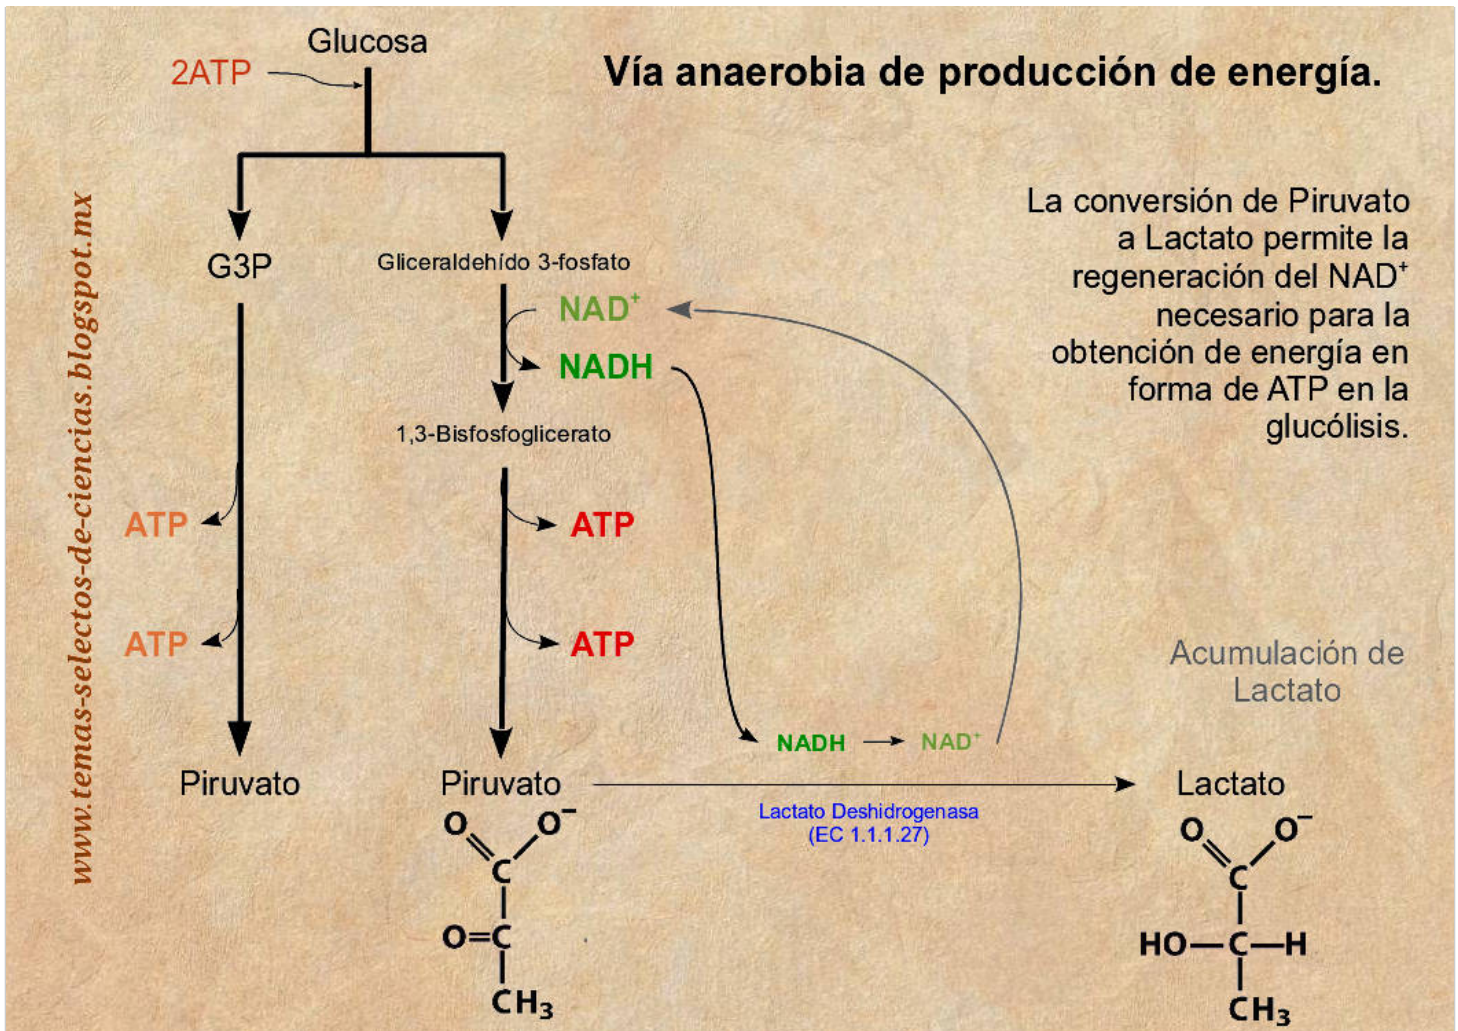 Glucosa
2ATP
Vía anaerobia de producción de energía.
www.temas-selectos-de-ciencias.blogspot.mx
La conversión de Piruvato
a Lactato permite la
regeneración del NAD⁺
necesario para la
obtención de energía en
forma de ATP en la
glucólisis.
G3P
Gliceraldehído 3-fosfato
NAD⁺
NADH
1,3-Bisfosfoglicerato
ATP
ATP
ATP
ATP
Acumulación de
Lactato
NADH
NAD⁺
Piruvato
Piruvato
Lactato
Lactato Deshidrogenasa
(EC 1.1.1.27)
O O⁻
C
O=C
CH₃
O O⁻
C
HO—C—H
CH₃